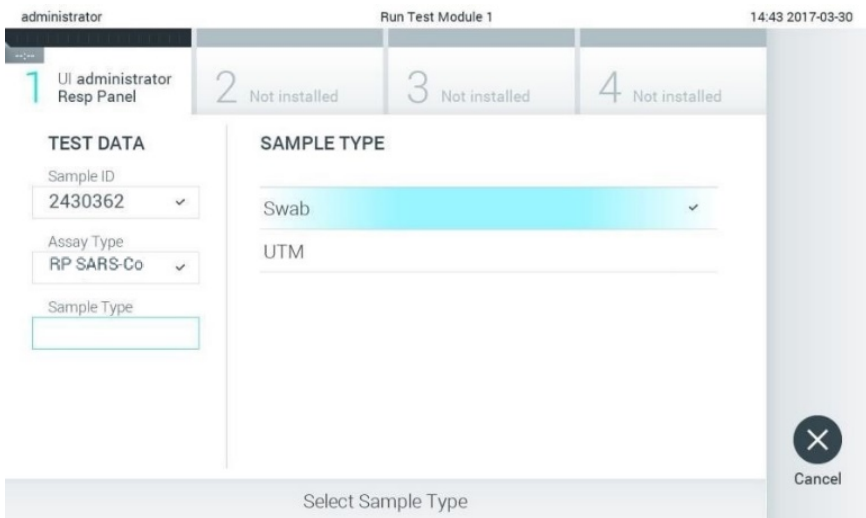 administrator
Run Test Module 1
14:43 2017-03-30
--:--
1 UI administrator
Resp Panel
2 Not installed
3 Not installed
4 Not installed
TEST DATA
Sample ID
2430362
Assay Type
RP SARS-Co
Sample Type
SAMPLE TYPE
Swab
UTM
Cancel
Select Sample Type